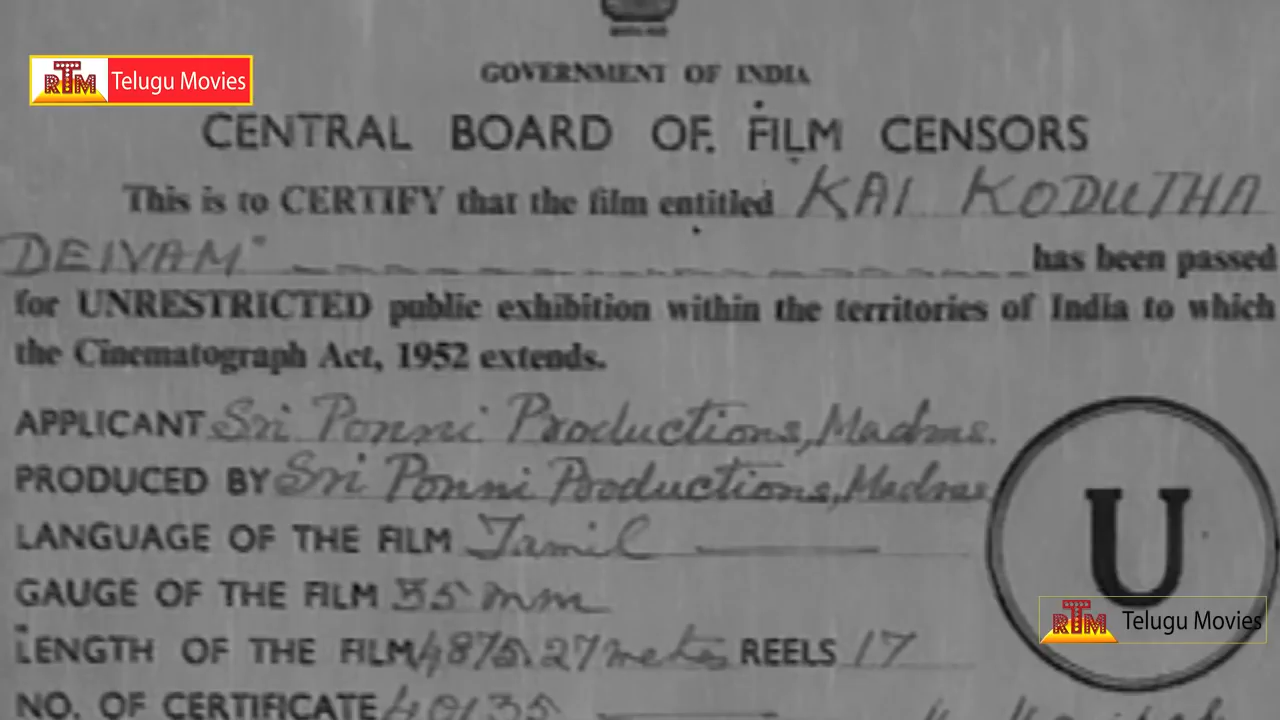 RTM Telugu Movies
GOVERNMENT OF INDIA
CENTRAL BOARD OF FILM CENSORS
This is to CERTIFY that the film entitled KAI KODUTHA
DEIVAM" has been passed
for UNRESTRICTED public exhibition within the territories of India to which
the Cinematograph Act, 1952 extends.
APPLICANT Sri Ponni Productions, Madras.
PRODUCED BY Sri Ponni Productions, Madras
LANGUAGE OF THE FILM Tamil
GAUGE OF THE FILM 35 mm
U
RTM Telugu Movies
LENGTH OF THE FILM 4875.27 metes REELS 17
NO. OF CERTIFICATE 40135